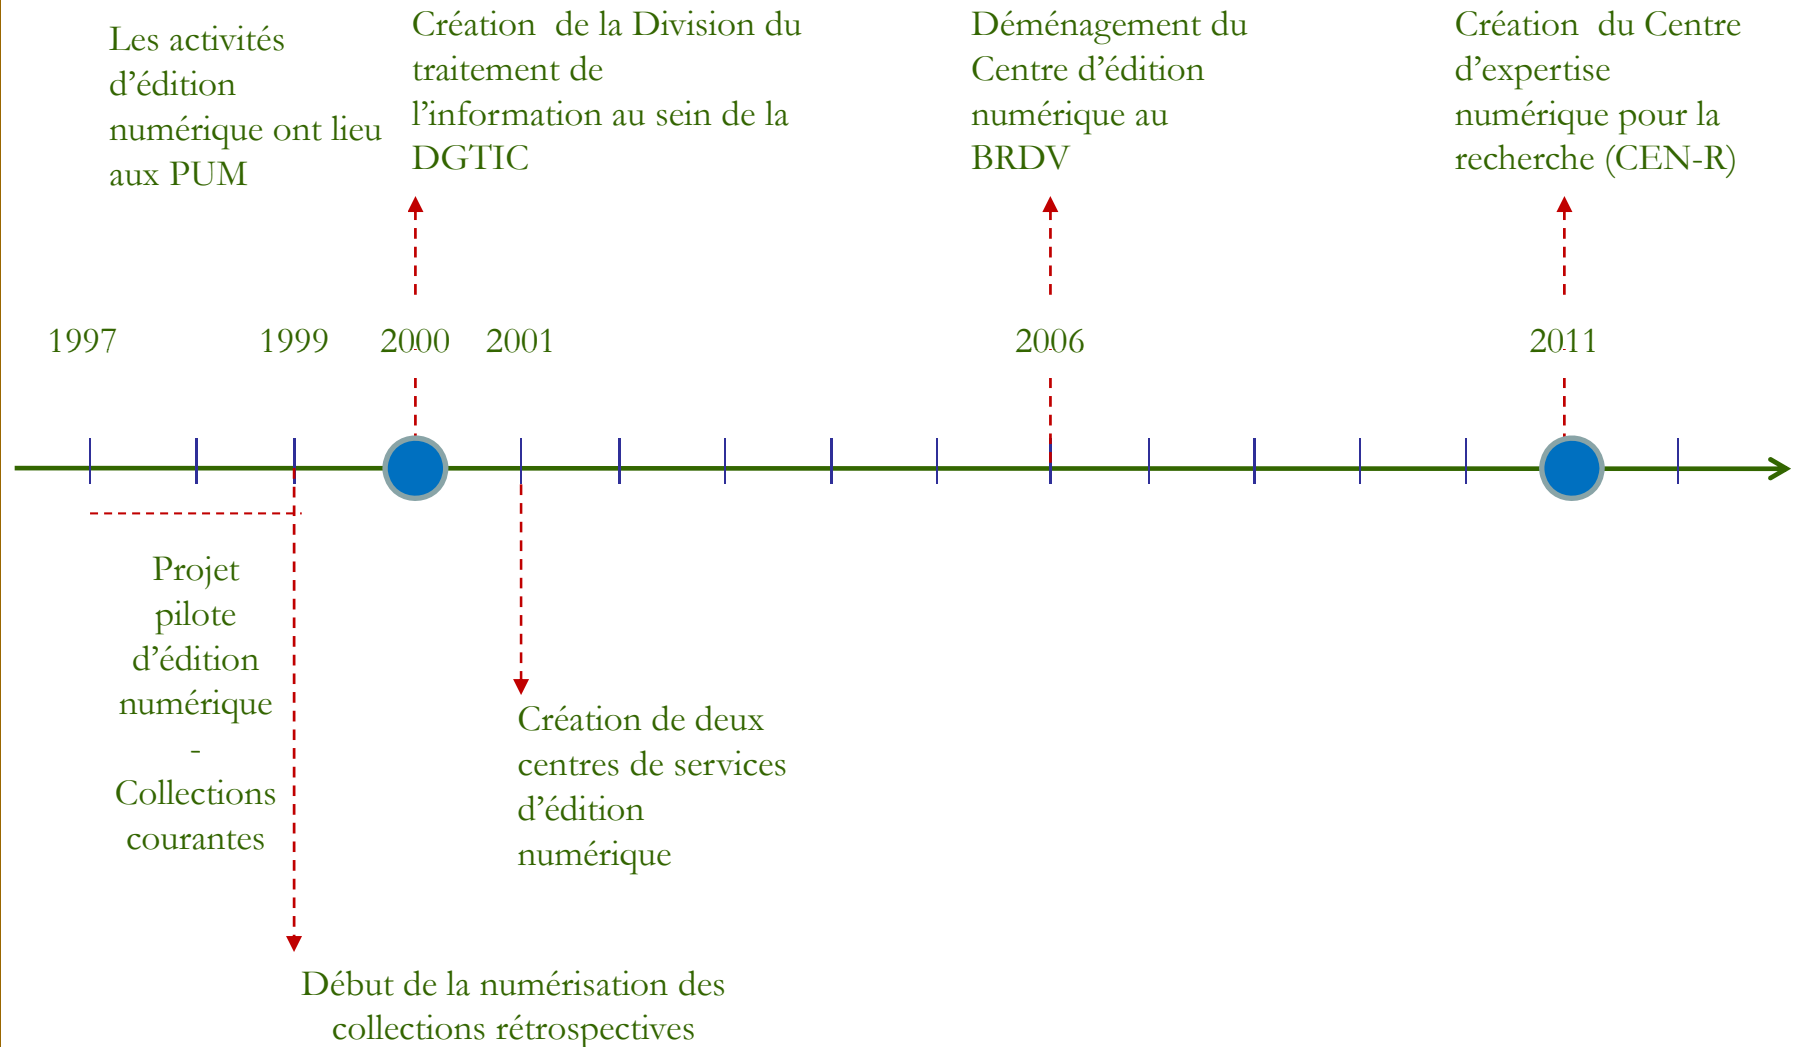 Les activités
d’édition
numérique ont lieu
aux PUM
Création  de la Division du
traitement de
l’information au sein de la
DGTIC
Déménagement du
Centre d’édition
numérique au
BRDV
Création  du Centre
d’expertise
numérique pour la
recherche (CEN-R)
1997
1999
2000
2001
2006
2011
Projet
pilote
d’édition
numérique
-
Collections
courantes
Création de deux
centres de services
d’édition
numérique
Début de la numérisation des
collections rétrospectives